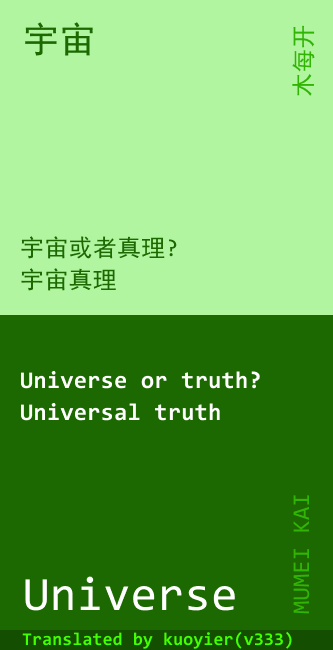 宇宙
木每开
宇宙或者真理?
宇宙真理
Universe or truth?
Universal truth
MUMEI KAI
Universe
Translated by kuoyier(v333)